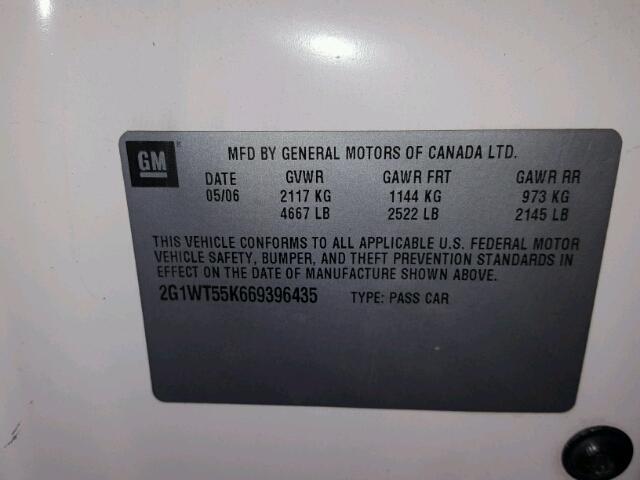 GM
MFD BY GENERAL MOTORS OF CANADA LTD.
DATE GVWR GAWR FRT GAWR RR
05/06 2117 KG 1144 KG 973 KG
4667 LB 2522 LB 2145 LB
THIS VEHICLE CONFORMS TO ALL APPLICABLE U.S. FEDERAL MOTOR
VEHICLE SAFETY, BUMPER, AND THEFT PREVENTION STANDARDS IN
EFFECT ON THE DATE OF MANUFACTURE SHOWN ABOVE.
2G1WT55K669396435 TYPE: PASS CAR